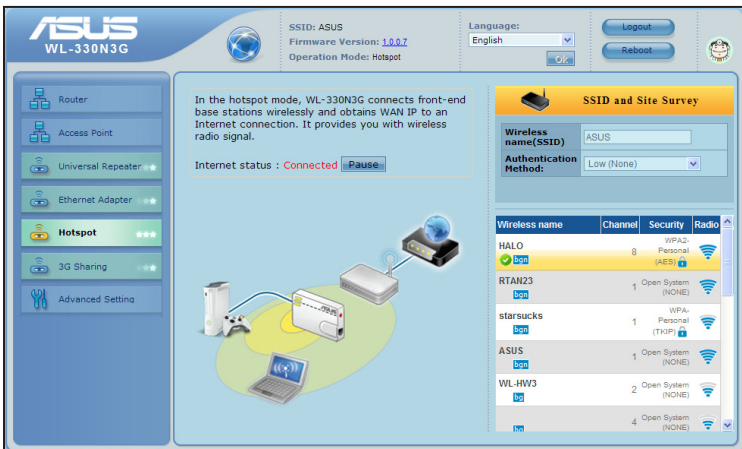 ASUS
WL-330N3G
SSID: ASUS
Firmware Version: 1.0.0.7
Operation Mode: Hotspot
Language:
English
Ok
Logout
Reboot
Router
Access Point
Universal Repeater
Ethernet Adapter
Hotspot
3G Sharing
Advanced Setting
In the hotspot mode, WL-330N3G connects front-end
base stations wirelessly and obtains WAN IP to an
Internet connection. It provides you with wireless
radio signal.
Internet status : Connected Pause
SSID and Site Survey
Wireless
name(SSID)
ASUS
Authentication
Method:
Low (None)
Wireless name Channel Security Radio
HALO
bgn
8
WPA2-
Personal
(AES)
RTAN23
bgn
1
Open System
(NONE)
starsucks
bgn
1
WPA-
Personal
(TKIP)
ASUS
bgn
1
Open System
(NONE)
WL-HW3
bg
2
Open System
(NONE)
4
Open System
(NONE)